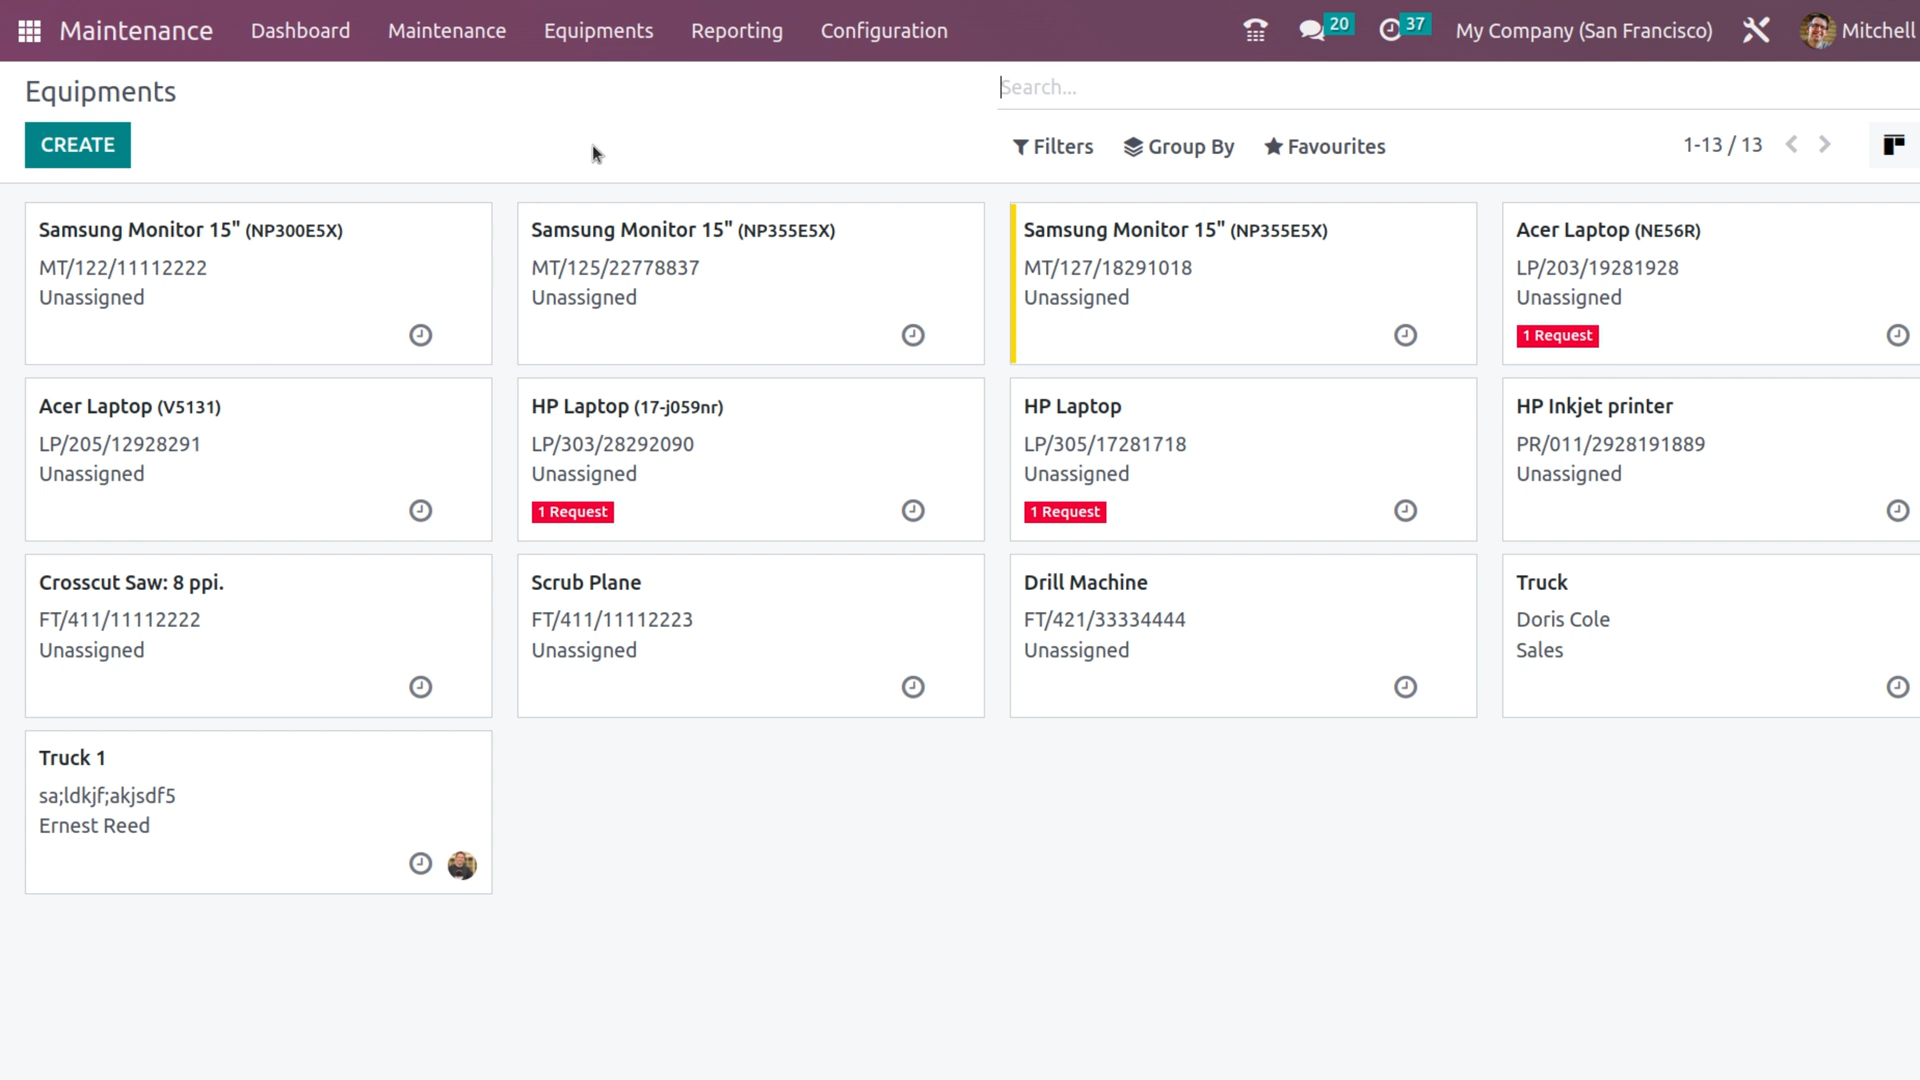 Maintenance Dashboard Maintenance Equipments Reporting Configuration 20 37 My Company (San Francisco) Mitchell
Equipments
Search...
CREATE
Filters Group By Favourites 1-13 / 13
Samsung Monitor 15" (NP300E5X)
MT/122/11112222
Unassigned
Samsung Monitor 15" (NP355E5X)
MT/125/22778837
Unassigned
Samsung Monitor 15" (NP355E5X)
MT/127/18291018
Unassigned
Acer Laptop (NE56R)
LP/203/19281928
Unassigned
1 Request
Acer Laptop (V5131)
LP/205/12928291
Unassigned
HP Laptop (17-j059nr)
LP/303/28292090
Unassigned
1 Request
HP Laptop
LP/305/17281718
Unassigned
1 Request
HP Inkjet printer
PR/011/2928191889
Unassigned
Crosscut Saw: 8 ppi.
FT/411/11112222
Unassigned
Scrub Plane
FT/411/11112223
Unassigned
Drill Machine
FT/421/33334444
Unassigned
Truck
Doris Cole
Sales
Truck 1
sa;ldkjf;akjsdf5
Ernest Reed